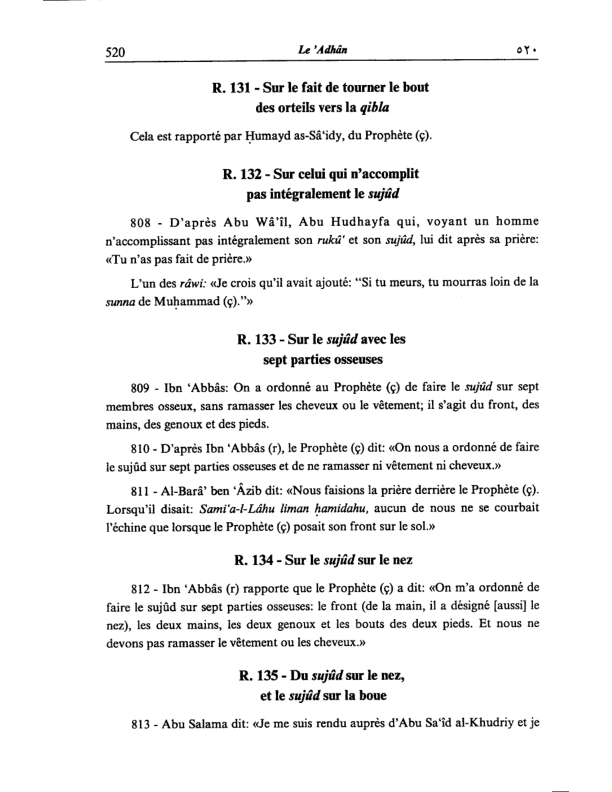 520 Le 'Adhân ٥٢٠
R. 131 - Sur le fait de tourner le bout
des orteils vers la qibla
Cela est rapporté par Ḥumayd as-Sâ‘idy, du Prophète (ç).
R. 132 - Sur celui qui n'accomplit
pas intégralement le sujûd
808 - D'après Abu Wâ'îl, Abu Hudhayfa qui, voyant un homme
n'accomplissant pas intégralement son rukû‘ et son sujûd, lui dit après sa prière:
«Tu n'as pas fait de prière.»
L'un des râwi: «Je crois qu'il avait ajouté: “Si tu meurs, tu mourras loin de la
sunna de Muḥammad (ç).”»
R. 133 - Sur le sujûd avec les
sept parties osseuses
809 - Ibn ‘Abbâs: On a ordonné au Prophète (ç) de faire le sujûd sur sept
membres osseux, sans ramasser les cheveux ou le vêtement; il s'agit du front, des
mains, des genoux et des pieds.
810 - D'après Ibn ‘Abbâs (r), le Prophète (ç) dit: «On nous a ordonné de faire
le sujûd sur sept parties osseuses et de ne ramasser ni vêtement ni cheveux.»
811 - Al-Barâ' ben ‘Âzib dit: «Nous faisions la prière derrière le Prophète (ç).
Lorsqu'il disait: Sami‘a-l-Lâhu liman ḥamidahu, aucun de nous ne se courbait
l'échine que lorsque le Prophète (ç) posait son front sur le sol.»
R. 134 - Sur le sujûd sur le nez
812 - Ibn ‘Abbâs (r) rapporte que le Prophète (ç) a dit: «On m'a ordonné de
faire le sujûd sur sept parties osseuses: le front (de la main, il a désigné [aussi] le
nez), les deux mains, les deux genoux et les bouts des deux pieds. Et nous ne
devons pas ramasser le vêtement ou les cheveux.»
R. 135 - Du sujûd sur le nez,
et le sujûd sur la boue
813 - Abu Salama dit: «Je me suis rendu auprès d'Abu Sa‘îd al-Khudriy et je